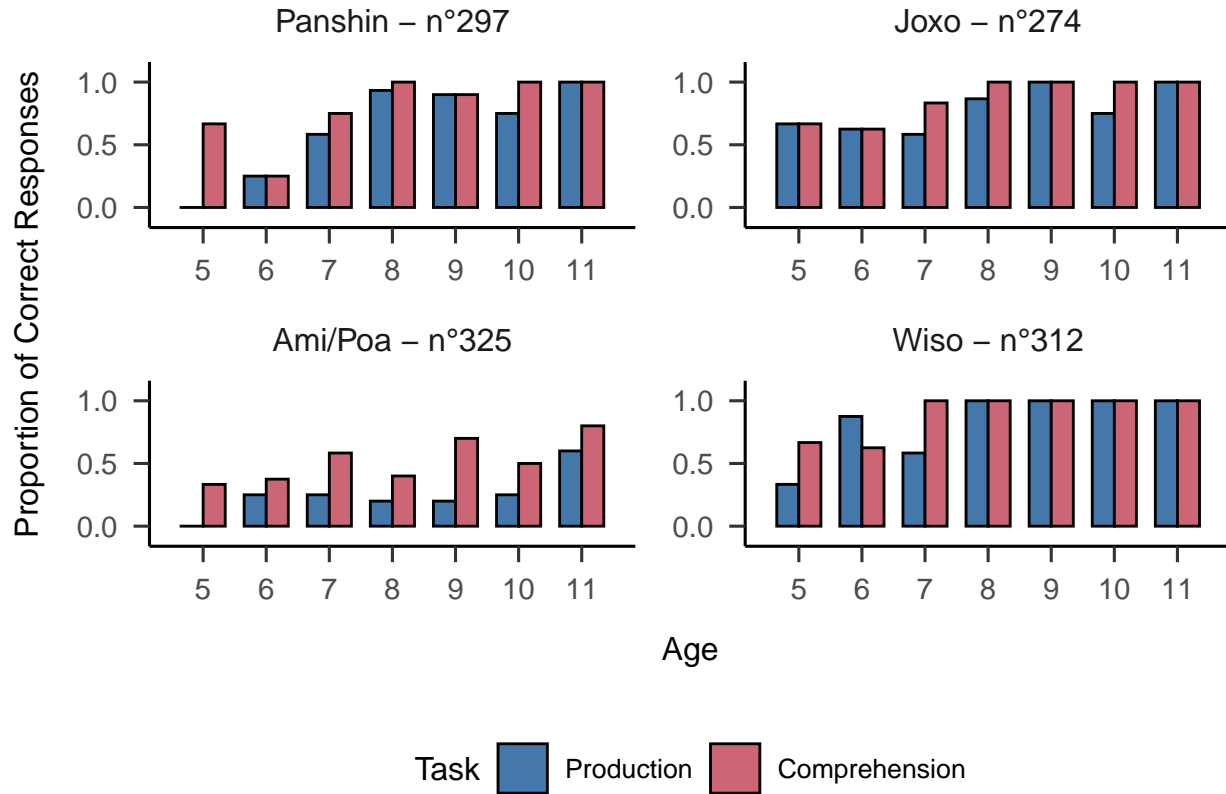 Panshin – n°297
Joxo – n°274
Proportion of Correct Responses
1.0
0.5
0.0
5 6 7 8 9 10 11
1.0
0.5
0.0
5 6 7 8 9 10 11
Ami/Poa – n°325
Wiso – n°312
1.0
0.5
0.0
5 6 7 8 9 10 11
1.0
0.5
0.0
5 6 7 8 9 10 11
Age
Task Production Comprehension